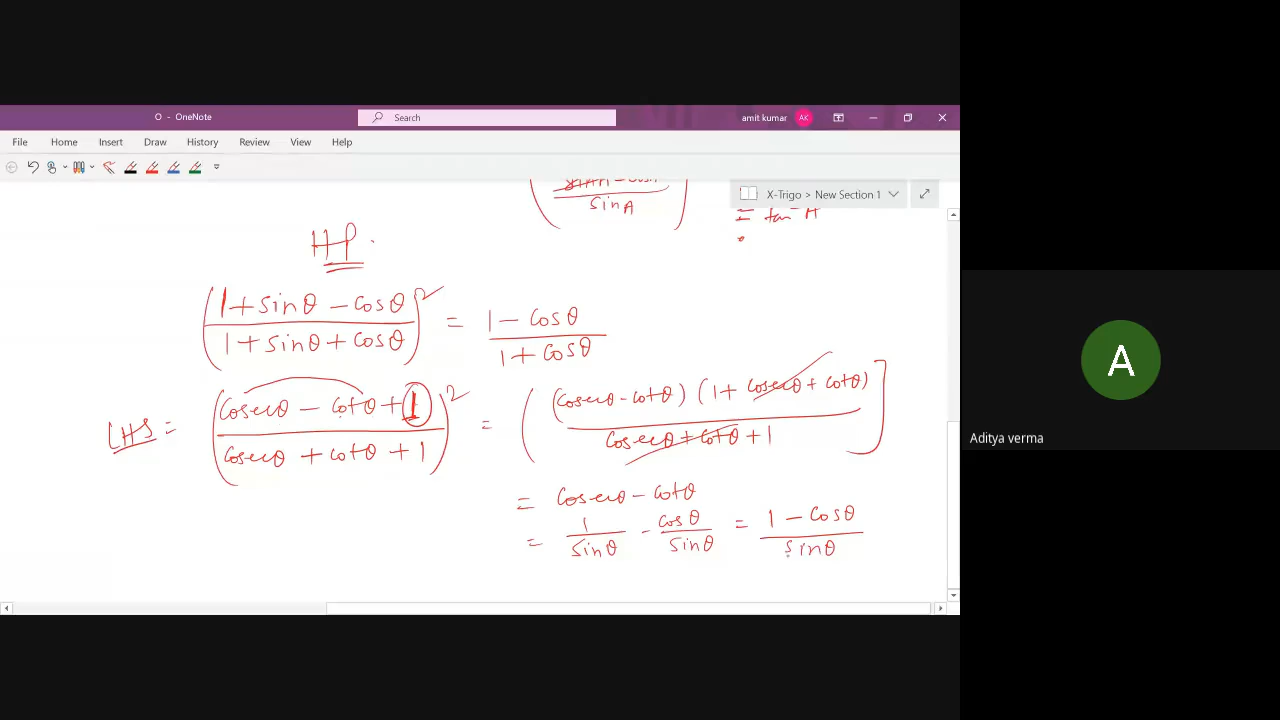 O - OneNote
Search
amit kumar AK
File Home Insert Draw History Review View Help
X-Trigo > New Section 1
sin A
= tan² A
HP.
(1+sinθ-cosθ / 1+sinθ+cosθ)² = 1-cosθ / 1+cosθ
LHS = (cosecθ - cotθ + 1 / cosecθ + cotθ + 1)² = ((cosecθ-cotθ) (1+ cosecθ + cotθ) / cosecθ + cotθ + 1]
= cosecθ - cotθ
= 1/sinθ - cosθ/sinθ = 1-cosθ / sinθ
A
Aditya verma